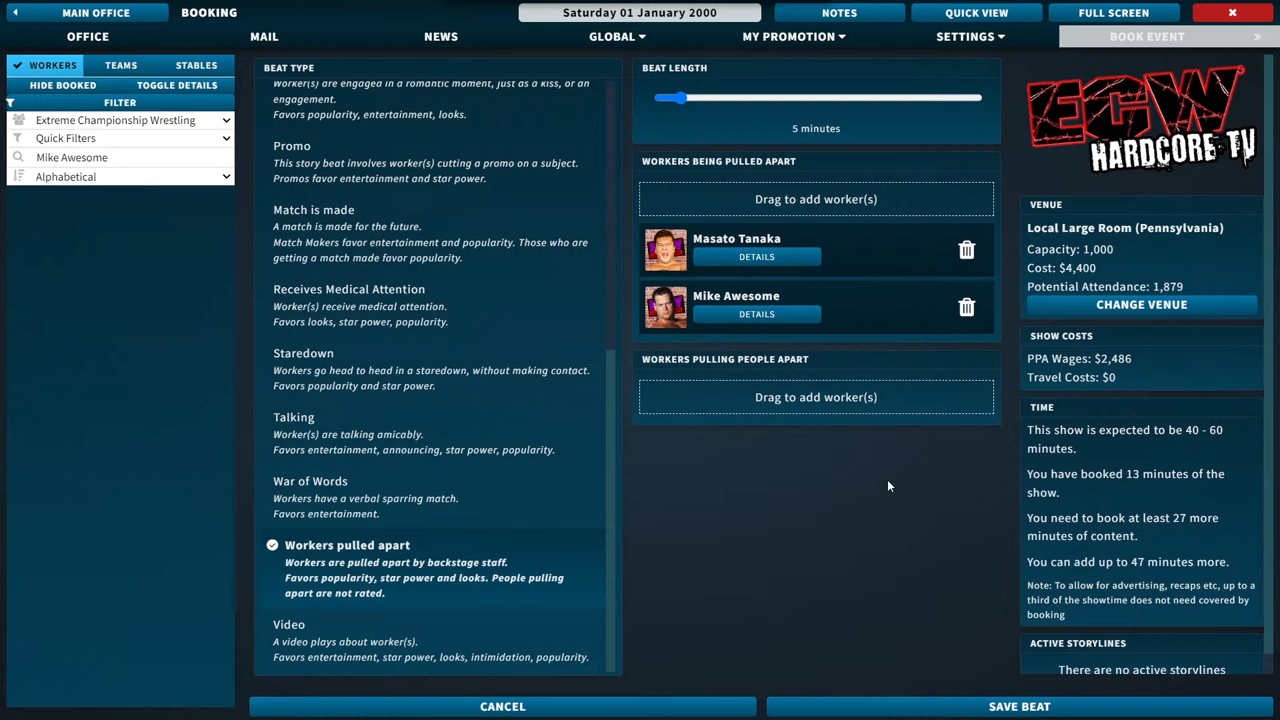 MAIN OFFICE
BOOKING
Saturday 01 January 2000
NOTES
QUICK VIEW
FULL SCREEN
OFFICE
MAIL
NEWS
GLOBAL
MY PROMOTION
SETTINGS
BOOK EVENT
WORKERS
TEAMS
STABLES
HIDE BOOKED
TOGGLE DETAILS
FILTER
Extreme Championship Wrestling
Quick Filters
Mike Awesome
Alphabetical
BEAT TYPE
Worker(s) are engaged in a romantic moment, just as a kiss, or an
engagement.
Favors popularity, entertainment, looks.
Promo
This story beat involves worker(s) cutting a promo on a subject.
Promos favor entertainment and star power.
Match is made
A match is made for the future.
Match Makers favor entertainment and popularity. Those who are
getting a match made favor popularity.
Receives Medical Attention
Worker(s) receive medical attention.
Favors looks, star power, popularity.
Staredown
Workers go head to head in a staredown, without making contact.
Favors popularity and star power.
Talking
Worker(s) are talking amicably.
Favors entertainment, announcing, star power, popularity.
War of Words
Workers have a verbal sparring match.
Favors entertainment.
Workers pulled apart
Workers are pulled apart by backstage staff.
Favors popularity, star power and looks. People pulling
apart are not rated.
Video
A video plays about worker(s).
Favors entertainment, star power, looks, intimidation, popularity.
BEAT LENGTH
5 minutes
WORKERS BEING PULLED APART
Drag to add worker(s)
Masato Tanaka
DETAILS
Mike Awesome
DETAILS
WORKERS PULLING PEOPLE APART
Drag to add worker(s)
ECW
HARDCORE TV
VENUE
Local Large Room (Pennsylvania)
Capacity: 1,000
Cost: $4,400
Potential Attendance: 1,879
CHANGE VENUE
SHOW COSTS
PPA Wages: $2,486
Travel Costs: $0
TIME
This show is expected to be 40 - 60
minutes.
You have booked 13 minutes of the
show.
You need to book at least 27 more
minutes of content.
You can add up to 47 minutes more.
Note: To allow for advertising, recaps etc, up to a
third of the showtime does not need covered by
booking
ACTIVE STORYLINES
There are no active storylines
CANCEL
SAVE BEAT